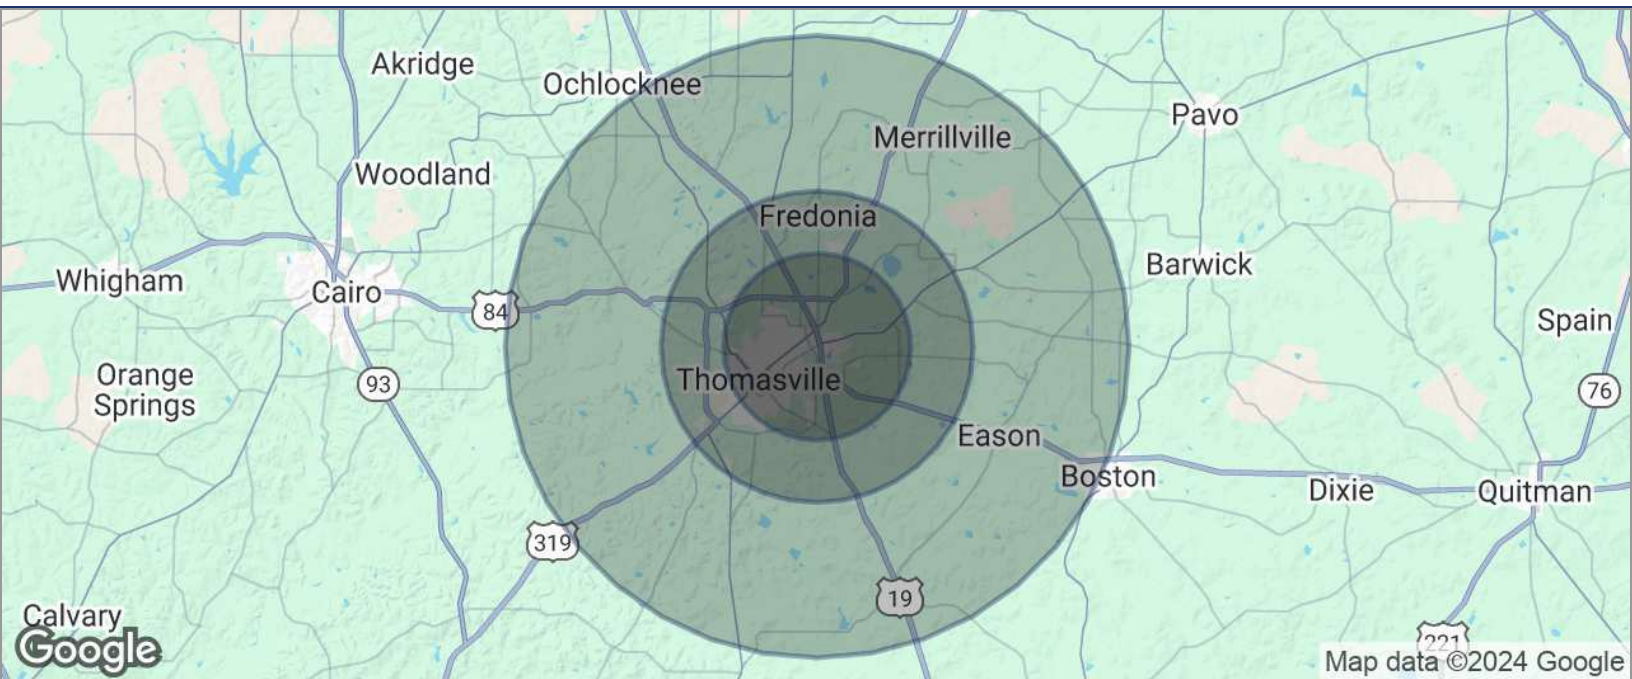 Akridge
Ochlocknee
Pavo
Merrillville
Woodland
Fredonia
Barwick
Whigham
Cairo
84
Spain
Orange
Springs
93
Thomasville
76
Eason
Boston
Dixie
Quitman
319
19
Calvary
221
Google
Map data ©2024 Google